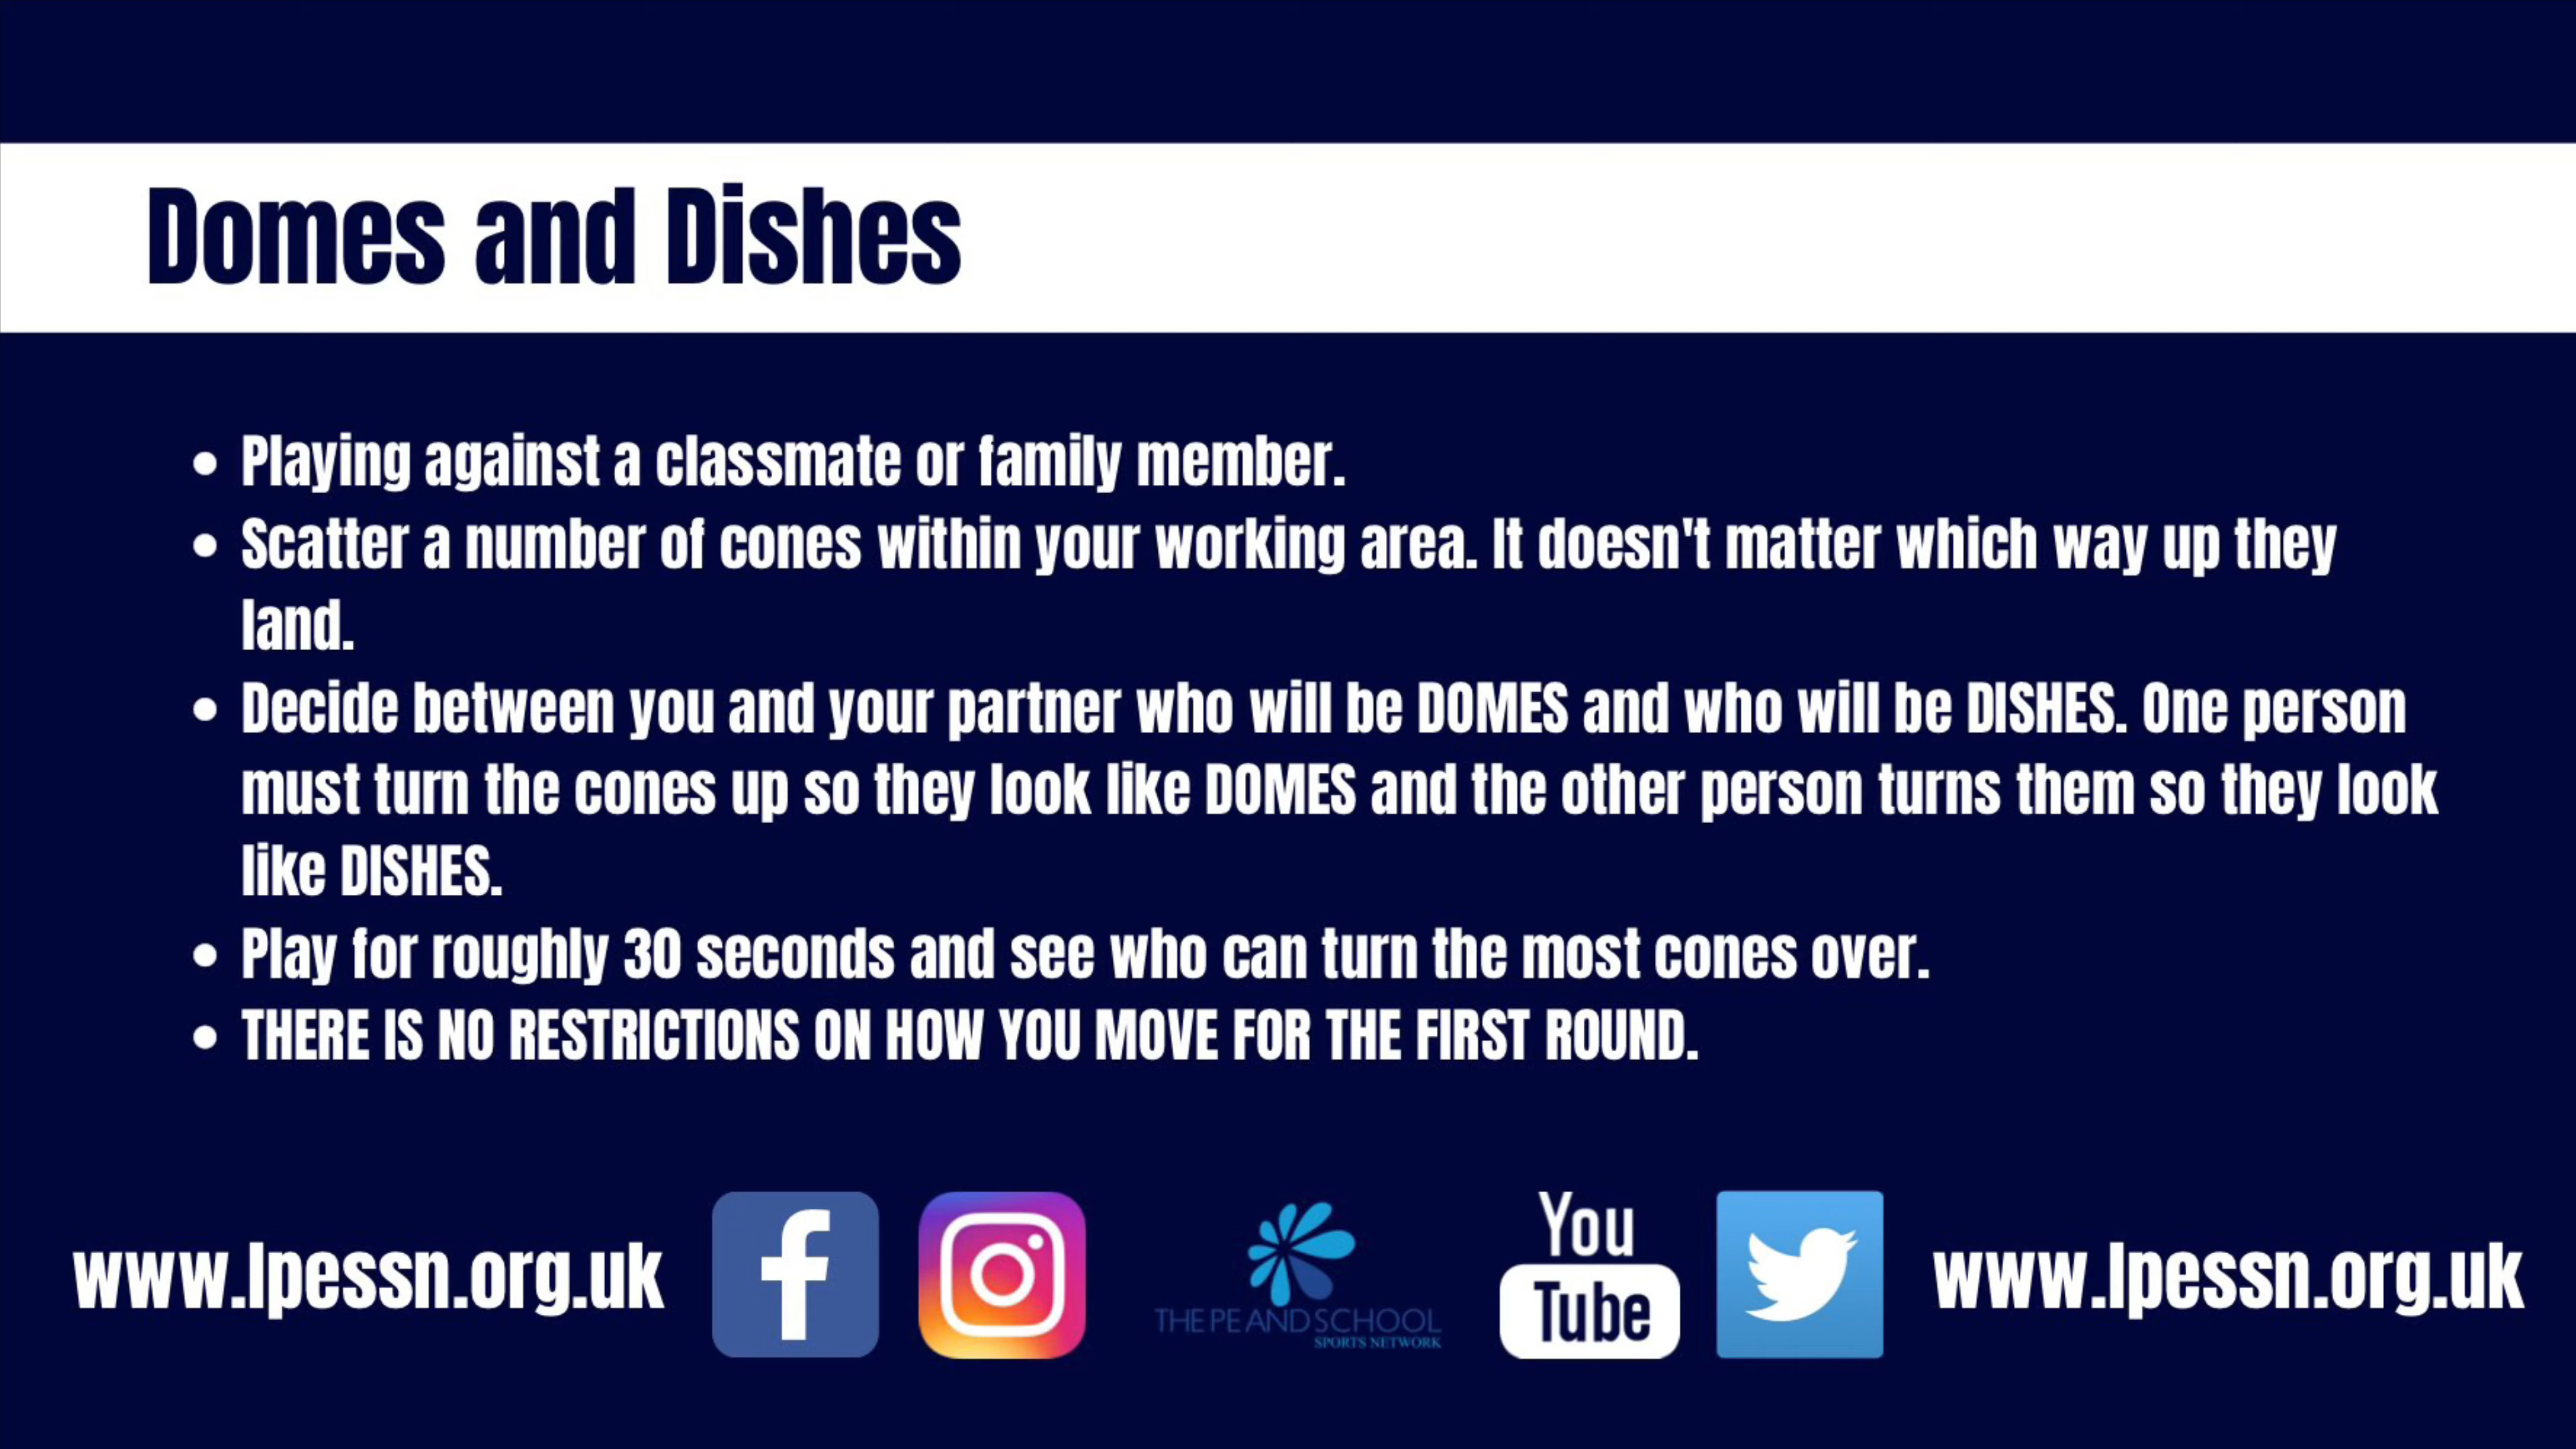 Domes and Dishes
• Playing against a classmate or family member.
• Scatter a number of cones within your working area. It doesn't matter which way up they
land.
• Decide between you and your partner who will be DOMES and who will be DISHES. One person
must turn the cones up so they look like DOMES and the other person turns them so they look
like DISHES.
• Play for roughly 30 seconds and see who can turn the most cones over.
• THERE IS NO RESTRICTIONS ON HOW YOU MOVE FOR THE FIRST ROUND.
www.lpessn.org.uk
f
THE PE AND SCHOOL
SPORTS NETWORK
You
Tube
www.lpessn.org.uk